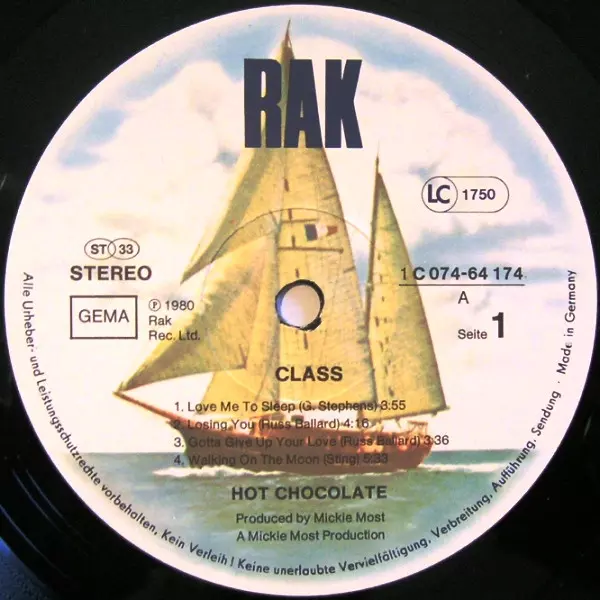 RAK
LC 1750
ST 33
STEREO
GEMA
℗ 1980
Rak
Rec. Ltd.
1 C 074-64 174
A
Seite 1
CLASS
1. Love Me To Sleep (G. Stephens) 3:55
2. Losing You (Russ Ballard) 4:16
3. Gotta Give Up Your Love (Russ Ballard) 3:36
4. Walking On The Moon (Sting) 5:33
HOT CHOCOLATE
Produced by Mickie Most
A Mickie Most Production
Alle Urheber- und Leistungsschutzrechte vorbehalten. Kein Verleih! Keine unerlaubte Vervielfältigung, Verbreitung, Aufführung, Sendung · Made in Germany